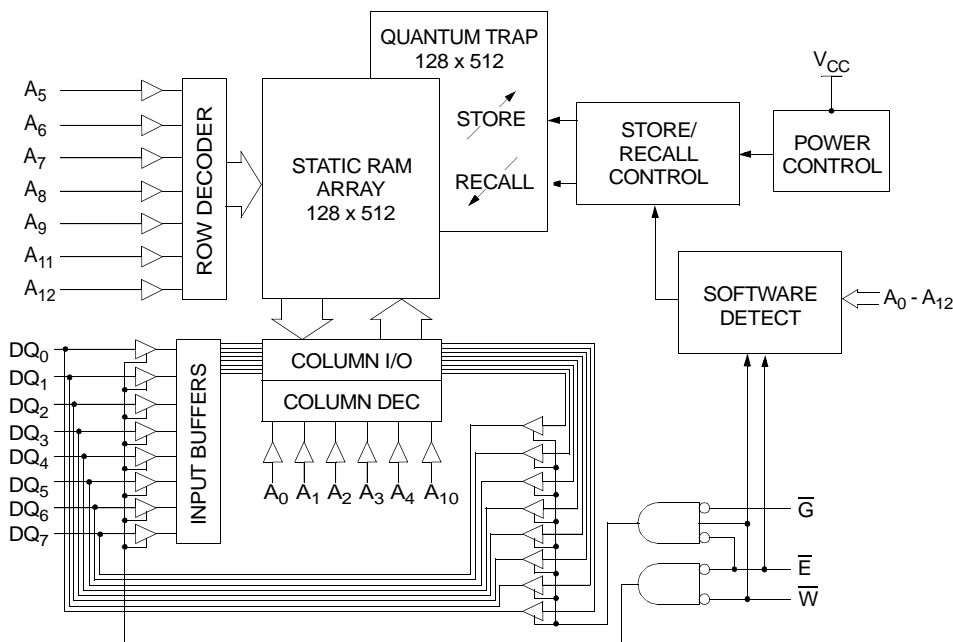 QUANTUM TRAP
128 x 512
STORE
RECALL
STATIC RAM
ARRAY
128 x 512
STORE/
RECALL
CONTROL
V_CC
POWER
CONTROL
SOFTWARE
DETECT
A_0 - A_12
A_5
A_6
A_7
A_8
A_9
A_11
A_12
ROW DECODER
DQ_0
DQ_1
DQ_2
DQ_3
DQ_4
DQ_5
DQ_6
DQ_7
INPUT BUFFERS
COLUMN I/O
COLUMN DEC
A_0 A_1 A_2 A_3 A_4 A_10
G̅
E̅
W̅